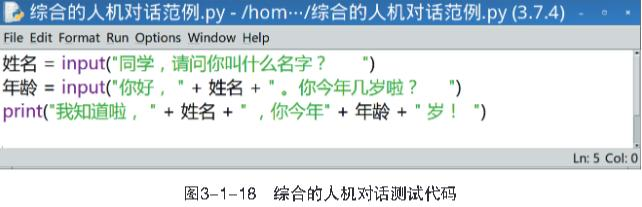 综合的人机对话范例.py - /hom···/综合的人机对话范例.py (3.7.4)
File Edit Format Run Options Window Help
姓名 = input("同学，请问你叫什么名字？    ")
年龄 = input("你好， " + 姓名 + " 。你今年几岁啦？    ")
print("我知道啦， " + 姓名 + " ，你今年" + 年龄 + " 岁！ ")
Ln: 5 Col: 0
图3-1-18 综合的人机对话测试代码